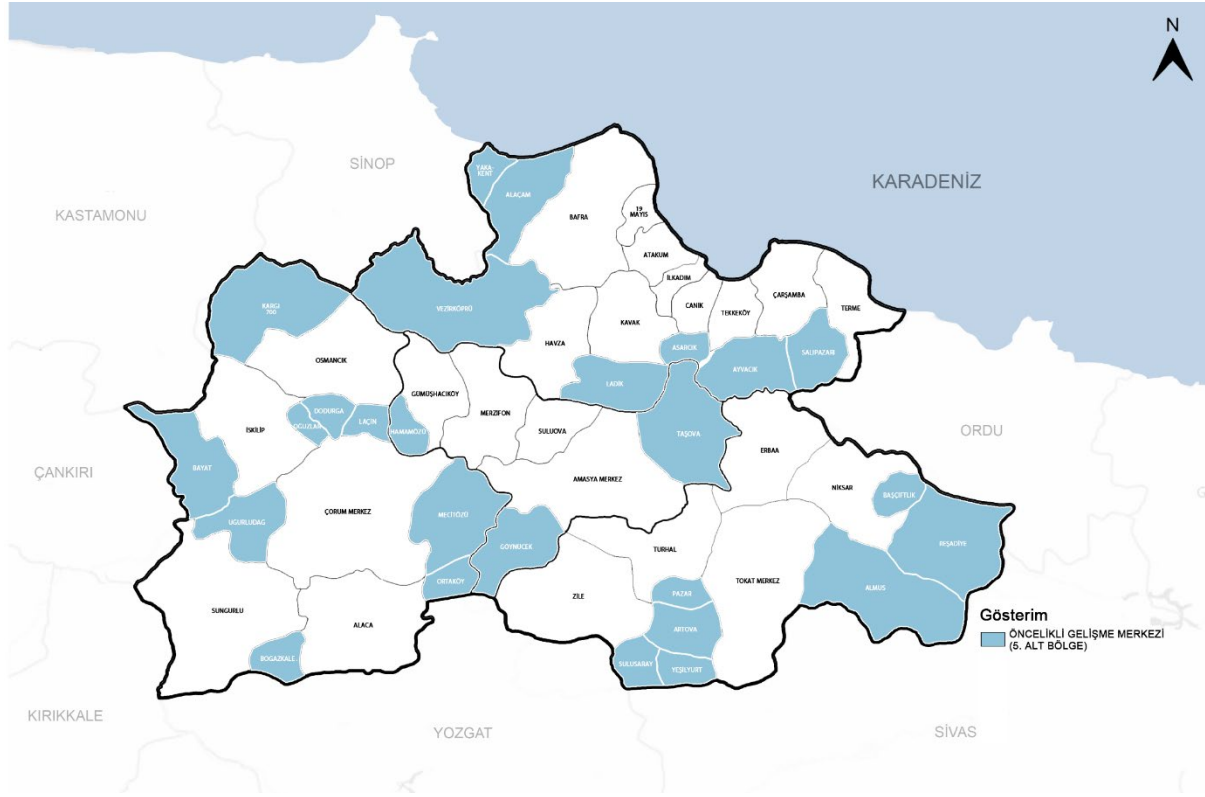 N
SİNOP
KARADENİZ
KASTAMONU
YAKA-
KENT
ALAÇAM
BAFRA
19
MAYIS
ATAKUM
İLKADIM
CANİK
TEKKEKÖY
ÇARŞAMBA
TERME
KARGI
VEZİRKÖPRÜ
HAVZA
KAVAK
ASARCIK
AYVACIK
SALIPAZARI
OSMANCIK
GÜMÜŞHACIKÖY
MERZİFON
LADİK
SULUOVA
TAŞOVA
DODURGA
OĞUZLAR
LAÇİN
HAMAMÖZÜ
İSKİLİP
ERBAA
ORDU
ÇANKIRI
BAYAT
AMASYA MERKEZ
NİKSAR
BAŞÇİFTLİK
UĞURLUDAĞ
ÇORUM MERKEZ
MECİTÖZÜ
GÖYNÜCEK
REŞADİYE
TURHAL
TOKAT MERKEZ
ALMUS
ORTAKÖY
ZİLE
PAZAR
SUNGURLU
ALACA
ARTOVA
BOĞAZKALE
SULUSARAY
YEŞİLYURT
Gösterim
ÖNCELİKLİ GELİŞME MERKEZİ
(5. ALT BÖLGE)
KIRIKKALE
YOZGAT
SİVAS